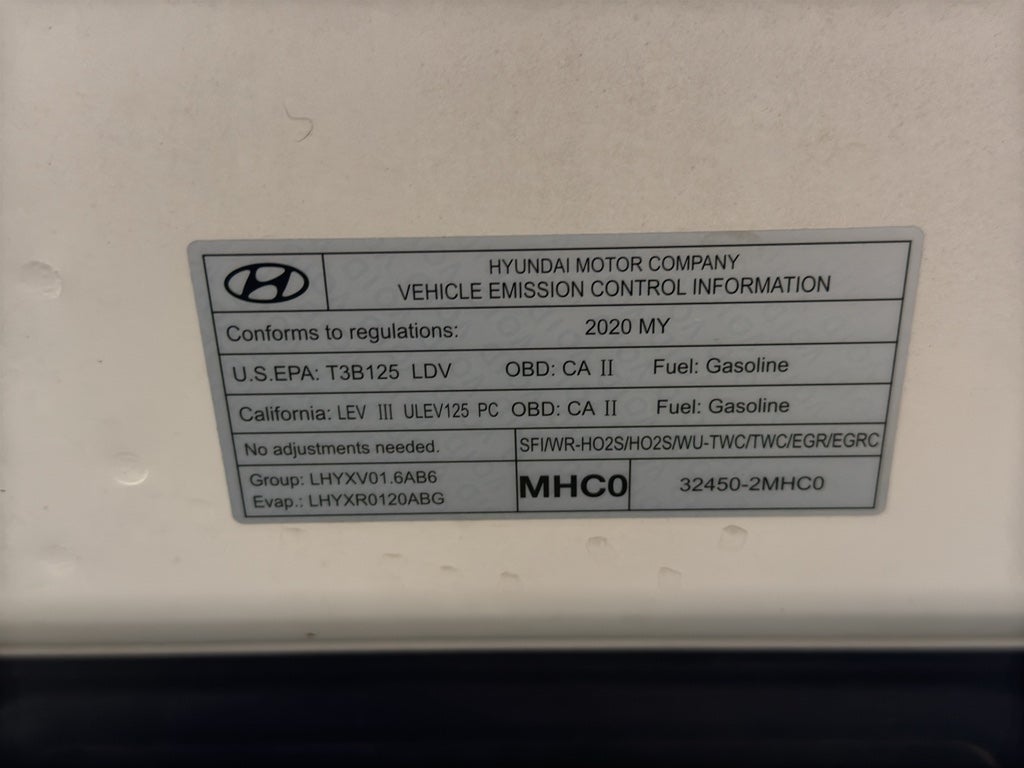 HYUNDAI MOTOR COMPANY
VEHICLE EMISSION CONTROL INFORMATION
Conforms to regulations: 2020 MY
U.S.EPA: T3B125 LDV OBD: CA II Fuel: Gasoline
California: LEV III ULEV125 PC OBD: CA II Fuel: Gasoline
No adjustments needed. SFI/WR-HO2S/HO2S/WU-TWC/TWC/EGR/EGRC
Group: LHYXV01.6AB6
Evap.: LHYXR0120ABG
MHC0 32450-2MHC0